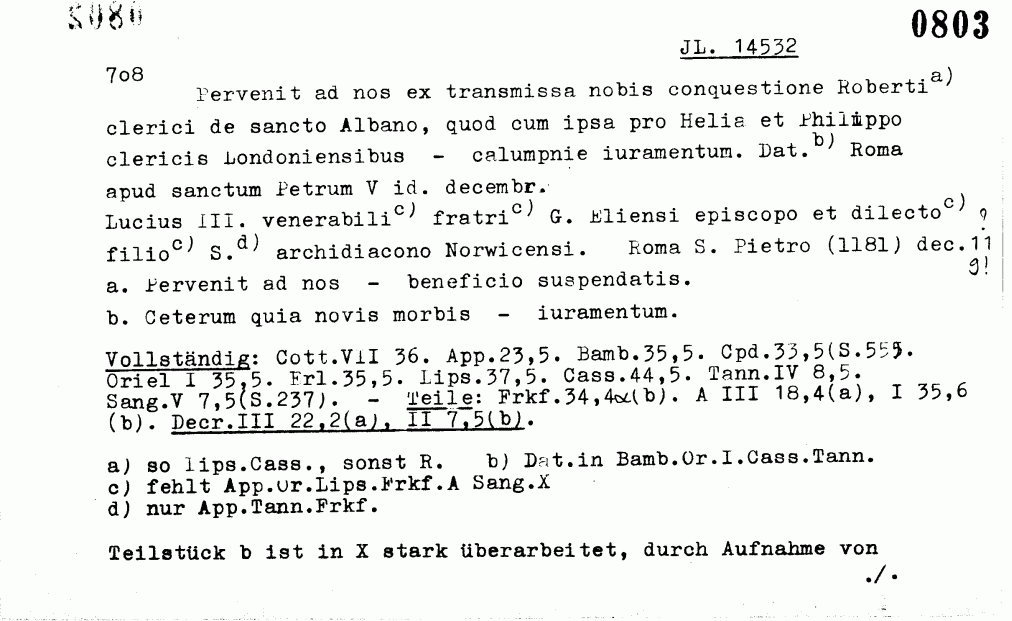 S080
0803
JL. 14532
7o8
Pervenit ad nos ex transmissa nobis conquestione Roberti a)
clerici de sancto Albano, quod cum ipsa pro Helia et Philippo
clericis Londoniensibus - calumpnie iuramentum. Dat. b) Roma
apud sanctum Petrum V id. decembr.
Lucius III. venerabili c) fratri c) G. Eliensi episcopo et dilecto c) ?
filio c) S. d) archidiacono Norwicensi. Roma S. Pietro (1181) dec.11
9!
a. Pervenit ad nos - beneficio suspendatis.
b. Ceterum quia novis morbis - iuramentum.
Vollständig: Cott.VII 36. App.23,5. Bamb.35,5. Cpd.33,5(S.555.
Oriel I 35,5. Erl.35,5. Lips.37,5. Cass.44,5. Tann.IV 8,5.
Sang.V 7,5(S.237). - Teile: Frkf.34,4α(b). A III 18,4(a), I 35,6
(b). Decr.III 22,2(a), II 7,5(b).
a) so lips.Cass., sonst R. b) Dat.in Bamb.Or.I.Cass.Tann.
c) fehlt App.Or.Lips.Frkf.A Sang.X
d) nur App.Tann.Frkf.
Teilstück b ist in X stark überarbeitet, durch Aufnahme von
./.